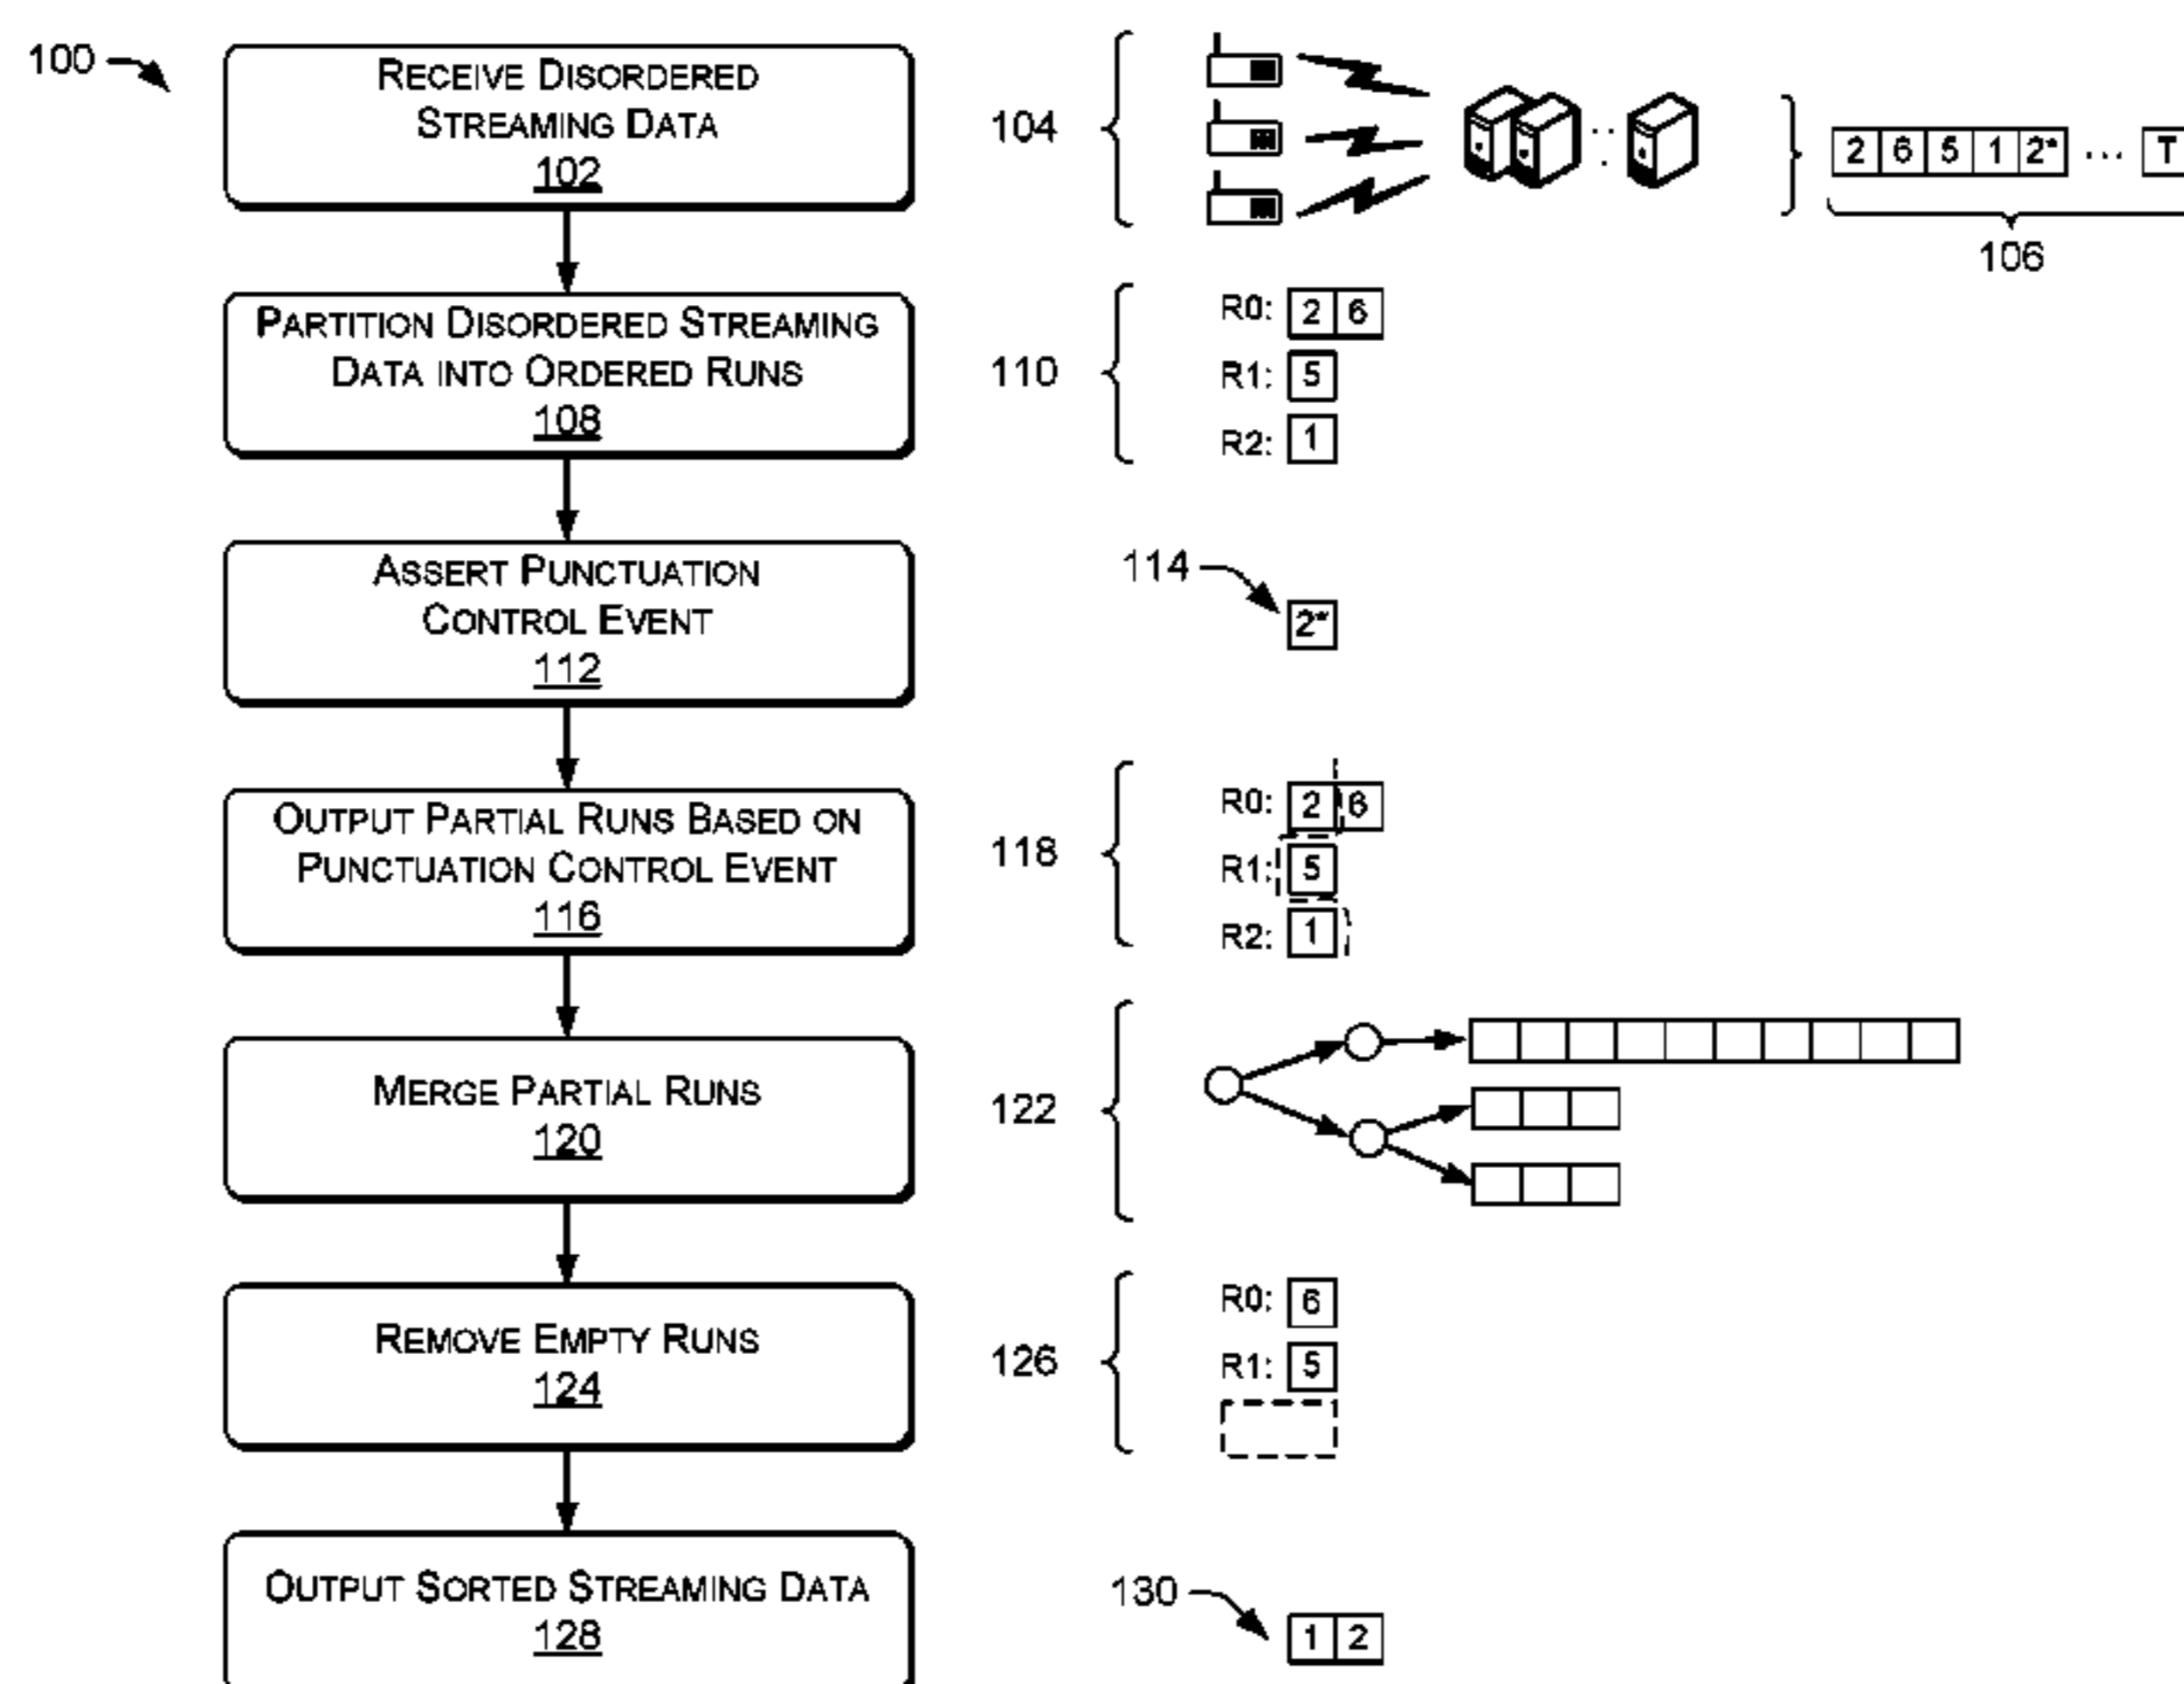 100
RECEIVE DISORDERED
STREAMING DATA
102
104
2 6 5 1 2* ... T
106
PARTITION DISORDERED STREAMING
DATA INTO ORDERED RUNS
108
110
R0: 2 6
R1: 5
R2: 1
ASSERT PUNCTUATION
CONTROL EVENT
112
114
2*
OUTPUT PARTIAL RUNS BASED ON
PUNCTUATION CONTROL EVENT
116
118
R0: 2 6
R1: 5
R2: 1
MERGE PARTIAL RUNS
120
122
REMOVE EMPTY RUNS
124
126
R0: 6
R1: 5
OUTPUT SORTED STREAMING DATA
128
130
1 2